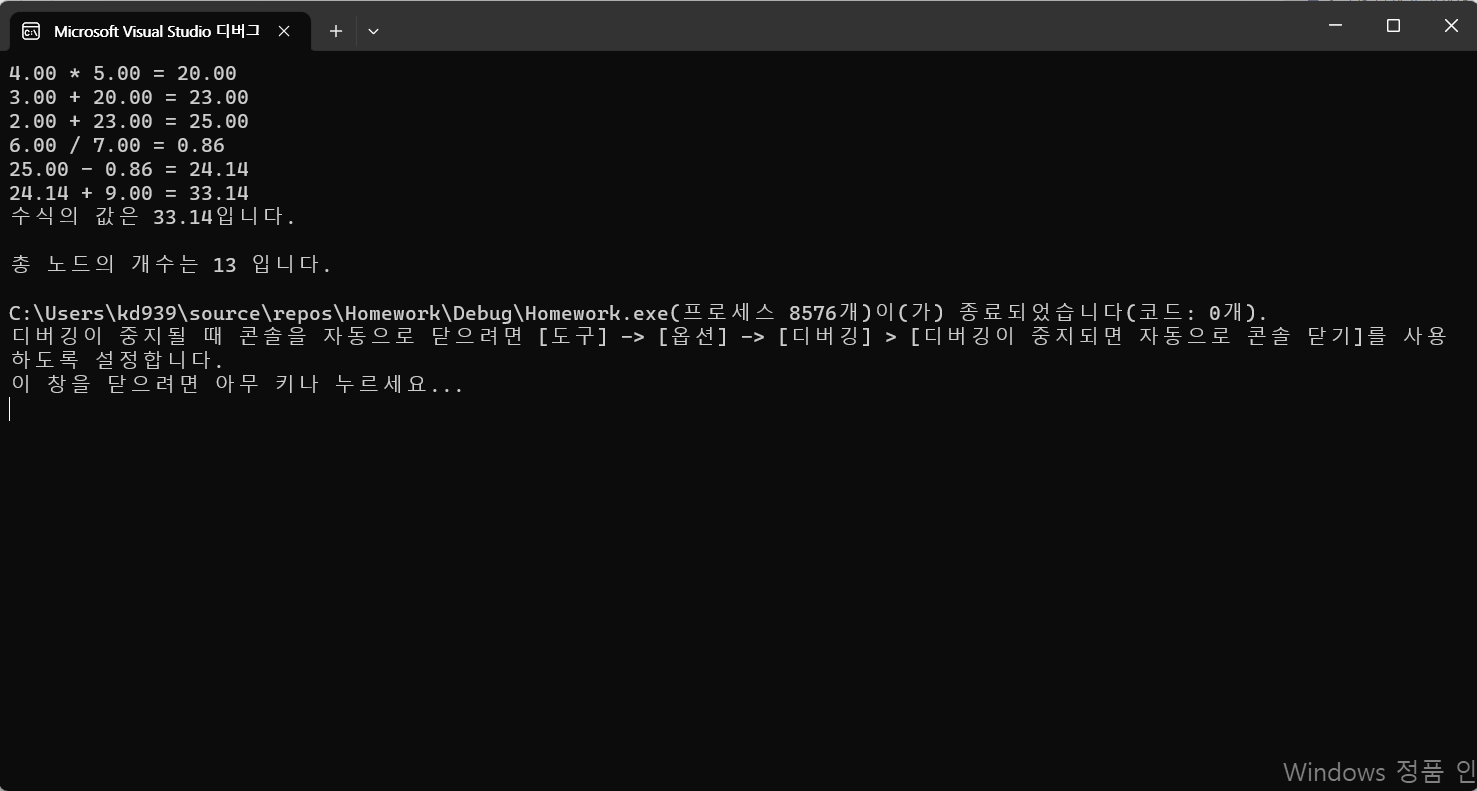 Microsoft Visual Studio 디버그
4.00 * 5.00 = 20.00
3.00 + 20.00 = 23.00
2.00 + 23.00 = 25.00
6.00 / 7.00 = 0.86
25.00 - 0.86 = 24.14
24.14 + 9.00 = 33.14
수식의 값은 33.14입니다.
총 노드의 개수는 13 입니다.
C:\Users\kd939\source\repos\Homework\Debug\Homework.exe(프로세스 8576개)이(가) 종료되었습니다(코드: 0개).
디버깅이 중지될 때 콘솔을 자동으로 닫으려면 [도구] -> [옵션] -> [디버깅] > [디버깅이 중지되면 자동으로 콘솔 닫기]를 사용
하도록 설정합니다.
이 창을 닫으려면 아무 키나 누르세요...
Windows 정품 인